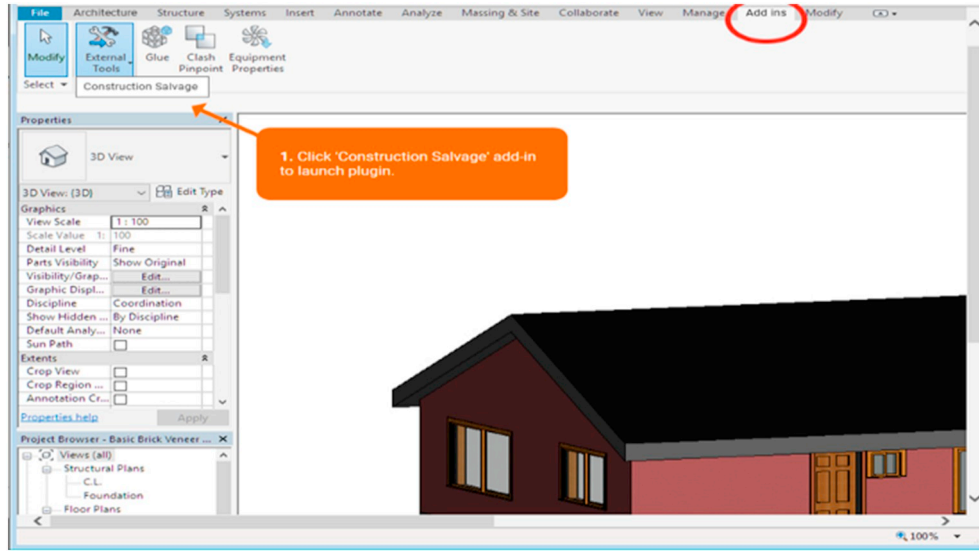 File Architecture Structure Systems Insert Annotate Analyze Massing & Site Collaborate View Manage Add ins Modify
Modify External Tools Glue Clash Pinpoint Equipment Properties
Select
Construction Salvage
Properties
1. Click 'Construction Salvage' add-in
to launch plugin.
3D View
3D View: {3D} Edit Type
Graphics
View Scale 1 : 100
Scale Value 1: 100
Detail Level Fine
Parts Visibility Show Original
Visibility/Grap... Edit...
Graphic Displ... Edit...
Discipline Coordination
Show Hidden ... By Discipline
Default Analy... None
Sun Path
Extents
Crop View
Crop Region ...
Annotation Cr...
Properties help Apply
Project Browser - Basic Brick Veneer ...
Views (all)
Structural Plans
C.L.
Foundation
Floor Plans
100%